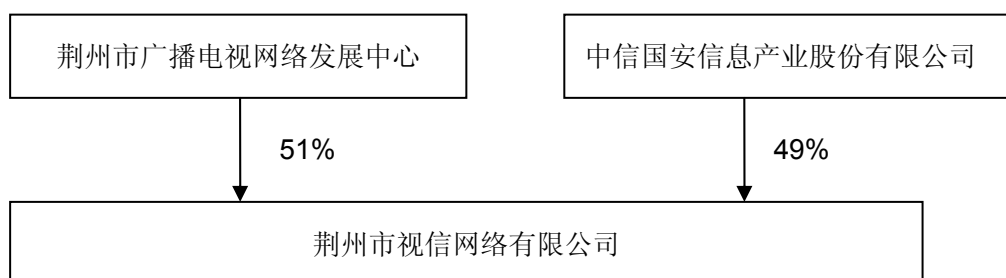 荆州市广播电视网络发展中心
中信国安信息产业股份有限公司
51%
49%
荆州市视信网络有限公司